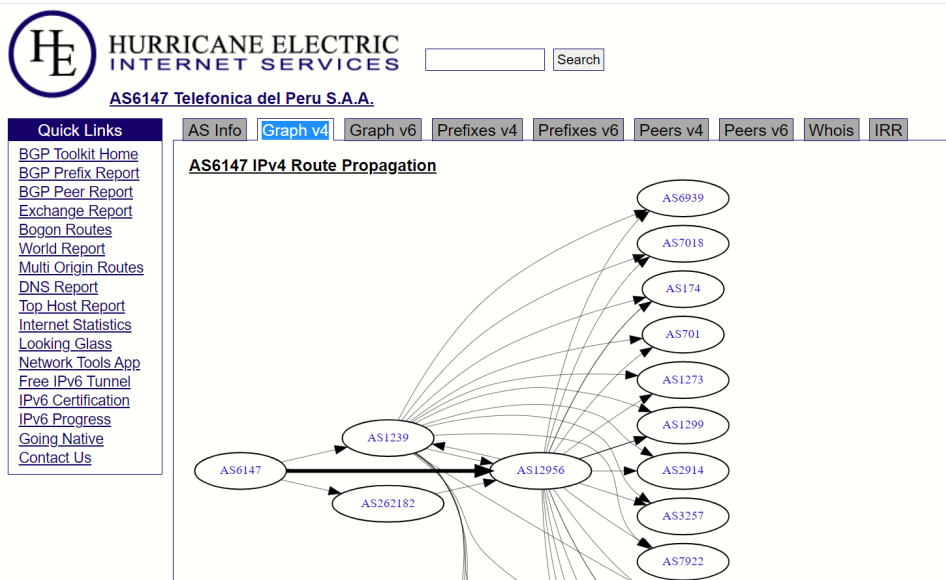 HE
HURRICANE ELECTRIC
INTERNET SERVICES
Search
AS6147 Telefonica del Peru S.A.A.
Quick Links
BGP Toolkit Home
BGP Prefix Report
BGP Peer Report
Exchange Report
Bogon Routes
World Report
Multi Origin Routes
DNS Report
Top Host Report
Internet Statistics
Looking Glass
Network Tools App
Free IPv6 Tunnel
IPv6 Certification
IPv6 Progress
Going Native
Contact Us
AS Info
Graph v4
Graph v6
Prefixes v4
Prefixes v6
Peers v4
Peers v6
Whois
IRR
AS6147 IPv4 Route Propagation
AS6939
AS7018
AS174
AS701
AS1273
AS1299
AS1239
AS6147
AS12956
AS2914
AS262182
AS3257
AS7922